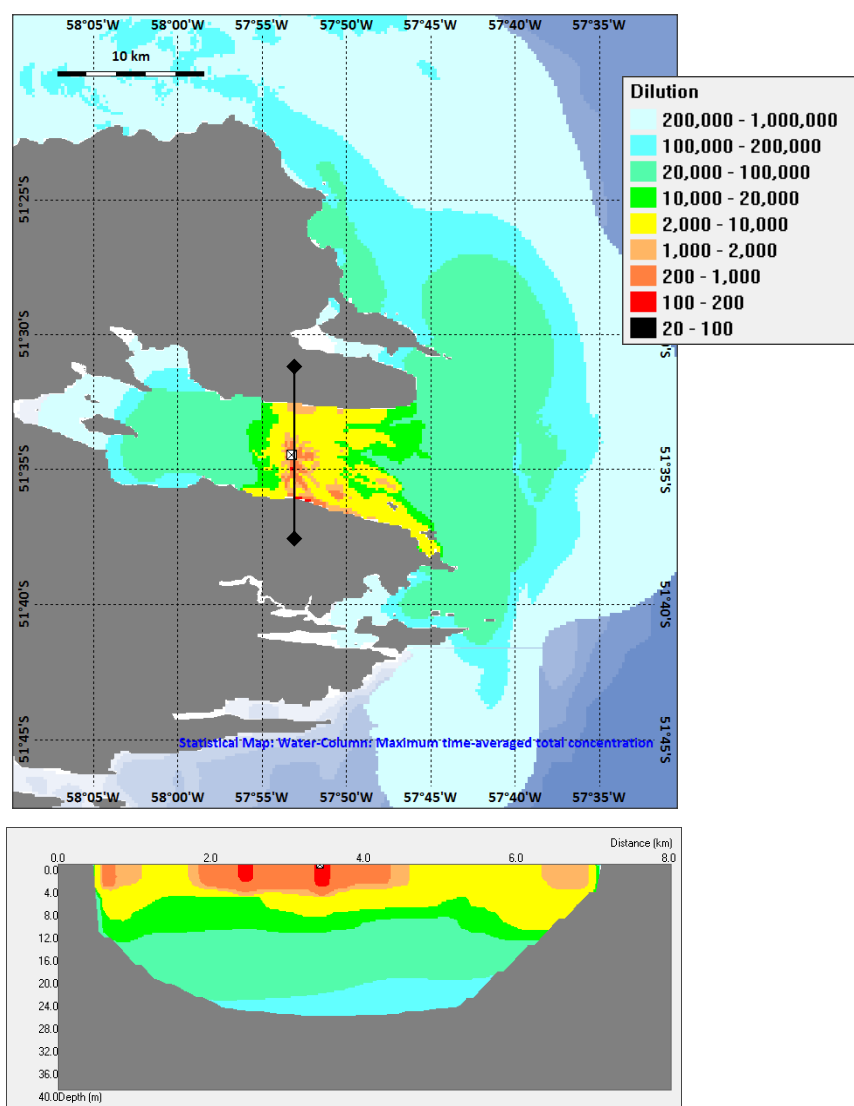 58°05'W 58°00'W 57°55'W 57°50'W 57°45'W 57°40'W 57°35'W
10 km
Dilution
200,000 - 1,000,000
100,000 - 200,000
20,000 - 100,000
10,000 - 20,000
2,000 - 10,000
1,000 - 2,000
200 - 1,000
100 - 200
20 - 100
51°25'S
51°30'S
51°35'S 51°35'S
51°40'S 51°40'S
51°45'S 51°45'S
Statistical Map: Water-Column: Maximum time-averaged total concentration
58°05'W 58°00'W 57°55'W 57°50'W 57°45'W 57°40'W 57°35'W
Distance (km)
0.0 2.0 4.0 6.0 8.0
0.0
4.0
8.0
12.0
16.0
20.0
24.0
28.0
32.0
36.0
40.0 Depth (m)